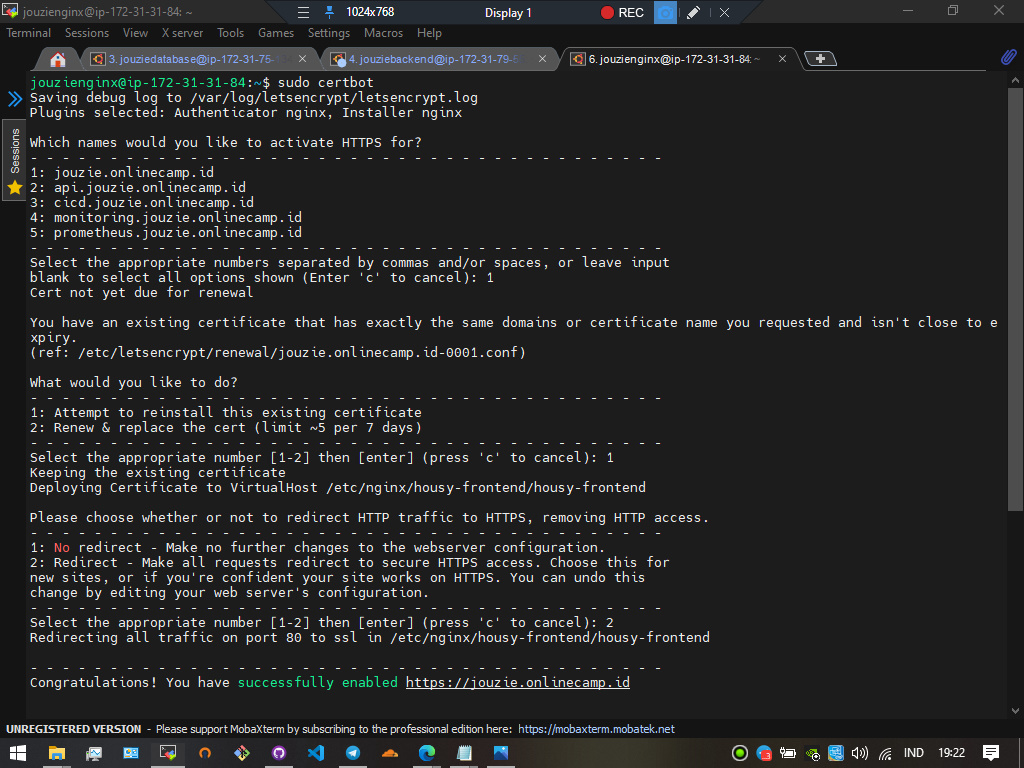 jouzienginx@ip-172-31-31-84: ~
1024x768
Display 1
REC
Terminal Sessions View X server Tools Games Settings Macros Help
3. jouziedatabase@ip-172-31-75-
4. jouziebackend@ip-172-31-79-8
6. jouzienginx@ip-172-31-31-84: ~
Sessions
jouzienginx@ip-172-31-31-84:~$ sudo certbot
Saving debug log to /var/log/letsencrypt/letsencrypt.log
Plugins selected: Authenticator nginx, Installer nginx
Which names would you like to activate HTTPS for?
- - - - - - - - - - - - - - - - - - - - - - - - - - - - - - - - - - - - - - - -
1: jouzie.onlinecamp.id
2: api.jouzie.onlinecamp.id
3: cicd.jouzie.onlinecamp.id
4: monitoring.jouzie.onlinecamp.id
5: prometheus.jouzie.onlinecamp.id
- - - - - - - - - - - - - - - - - - - - - - - - - - - - - - - - - - - - - - - -
Select the appropriate numbers separated by commas and/or spaces, or leave input
blank to select all options shown (Enter 'c' to cancel): 1
Cert not yet due for renewal
You have an existing certificate that has exactly the same domains or certificate name you requested and isn't close to e
xpiry.
(ref: /etc/letsencrypt/renewal/jouzie.onlinecamp.id-0001.conf)
What would you like to do?
- - - - - - - - - - - - - - - - - - - - - - - - - - - - - - - - - - - - - - - -
1: Attempt to reinstall this existing certificate
2: Renew & replace the cert (limit ~5 per 7 days)
- - - - - - - - - - - - - - - - - - - - - - - - - - - - - - - - - - - - - - - -
Select the appropriate number [1-2] then [enter] (press 'c' to cancel): 1
Keeping the existing certificate
Deploying Certificate to VirtualHost /etc/nginx/housy-frontend/housy-frontend
Please choose whether or not to redirect HTTP traffic to HTTPS, removing HTTP access.
- - - - - - - - - - - - - - - - - - - - - - - - - - - - - - - - - - - - - - - -
1: No redirect - Make no further changes to the webserver configuration.
2: Redirect - Make all requests redirect to secure HTTPS access. Choose this for
new sites, or if you're confident your site works on HTTPS. You can undo this
change by editing your web server's configuration.
- - - - - - - - - - - - - - - - - - - - - - - - - - - - - - - - - - - - - - - -
Select the appropriate number [1-2] then [enter] (press 'c' to cancel): 2
Redirecting all traffic on port 80 to ssl in /etc/nginx/housy-frontend/housy-frontend
- - - - - - - - - - - - - - - - - - - - - - - - - - - - - - - - - - - - - - - -
Congratulations! You have successfully enabled https://jouzie.onlinecamp.id
UNREGISTERED VERSION - Please support MobaXterm by subscribing to the professional edition here: https://mobaxterm.mobatek.net
IND 19:22